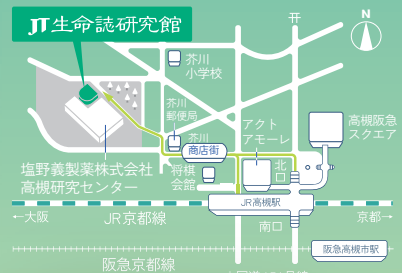 JT生命誌研究館
N
芥川
小学校
芥川
郵便局
芥川
商店街
アクト
アモーレ
高槻阪急
スクエア
塩野義製薬株式会社
高槻研究センター
将棋
会館
北
口
JR高槻駅
←大阪
JR京都線
南口
京都→
阪急高槻市駅
阪急京都線